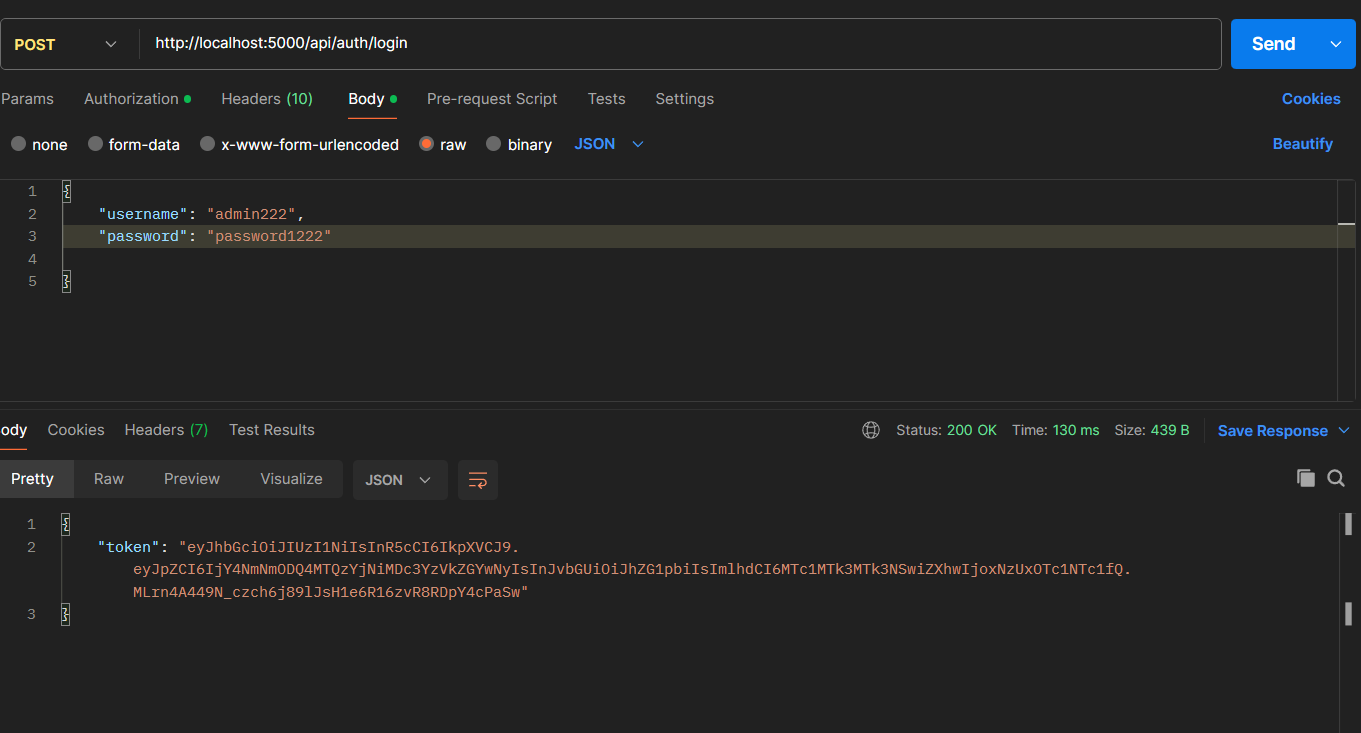 POST http://localhost:5000/api/auth/login Send
Params Authorization Headers (10) Body Pre-request Script Tests Settings Cookies
none form-data x-www-form-urlencoded raw binary JSON Beautify
1 {
2 "username": "admin222",
3 "password": "password1222"
4
5 }
ody Cookies Headers (7) Test Results Status: 200 OK Time: 130 ms Size: 439 B Save Response
Pretty Raw Preview Visualize JSON
1 {
2 "token": "eyJhbGciOiJIUzI1NiIsInR5cCI6IkpXVCJ9.
eyJpZCI6IjY4NmNmODQ4MTQzYjNiMDc3YzVkZGYwNyIsInJvbGUiOiJhZG1pbiIsImlhdCI6MTc1MTk3MTk3NSwiZXhwIjoxNzUxOTc1NTc1fQ.
MLrn4A449N_czch6j89lJsH1e6R16zvR8RDpY4cPaSw"
3 }